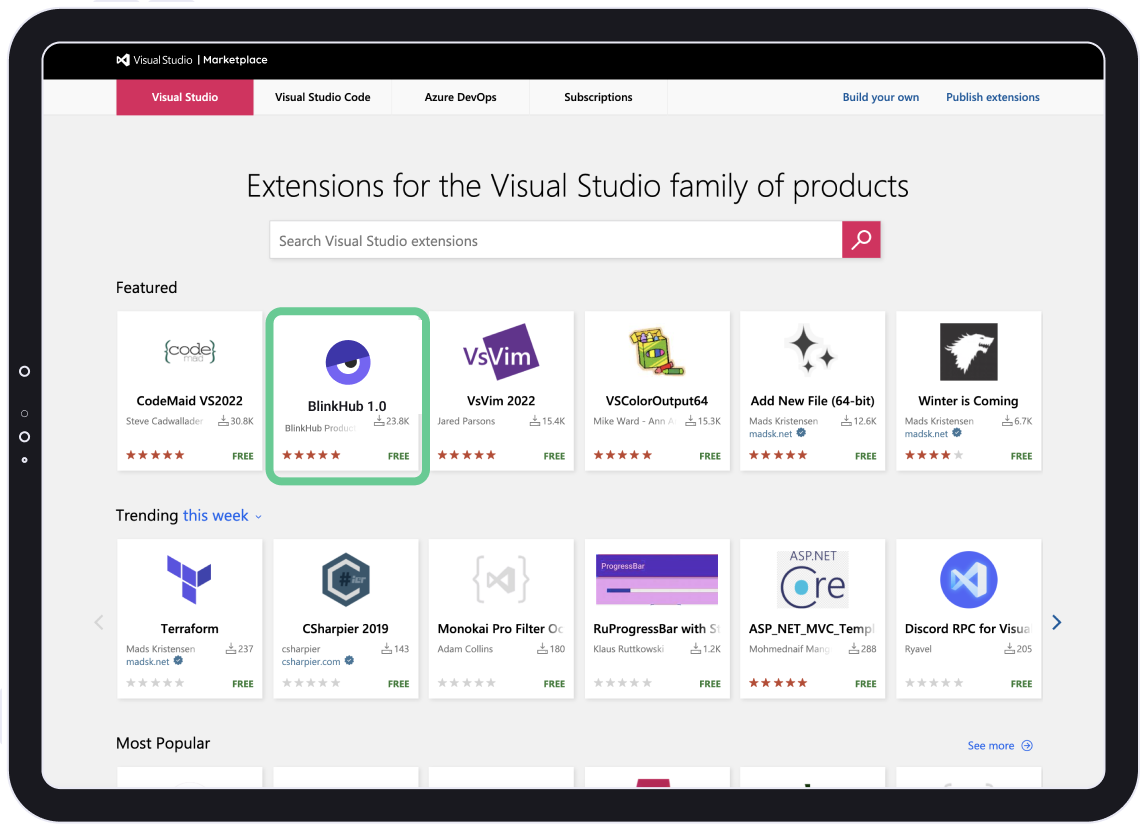 Visual Studio | Marketplace
Visual Studio
Visual Studio Code
Azure DevOps
Subscriptions
Build your own
Publish extensions
Extensions for the Visual Studio family of products
Search Visual Studio extensions
Featured
{code}
maid
CodeMaid VS2022
Steve Cadwallader
30.8K
FREE
BlinkHub 1.0
BlinkHub Produc
23.8K
FREE
VsVim
VsVim 2022
Jared Parsons
15.4K
FREE
VSColorOutput64
Mike Ward - Ann A
15.3K
FREE
Add New File (64-bit)
Mads Kristensen
12.6K
madsk.net
FREE
Winter is Coming
Mads Kristensen
6.7K
madsk.net
FREE
Trending this week
Terraform
Mads Kristensen
237
madsk.net
FREE
CSharpier 2019
csharpier
143
csharpier.com
FREE
Monokai Pro Filter Oc
Adam Collins
180
FREE
ProgressBar
RuProgressBar with St
Klaus Ruttkowski
1.2K
FREE
ASP.NET
Core
ASP_NET_MVC_Templ
Mohmednaif Mang
288
FREE
Discord RPC for Visua
Ryavel
205
FREE
Most Popular
See more